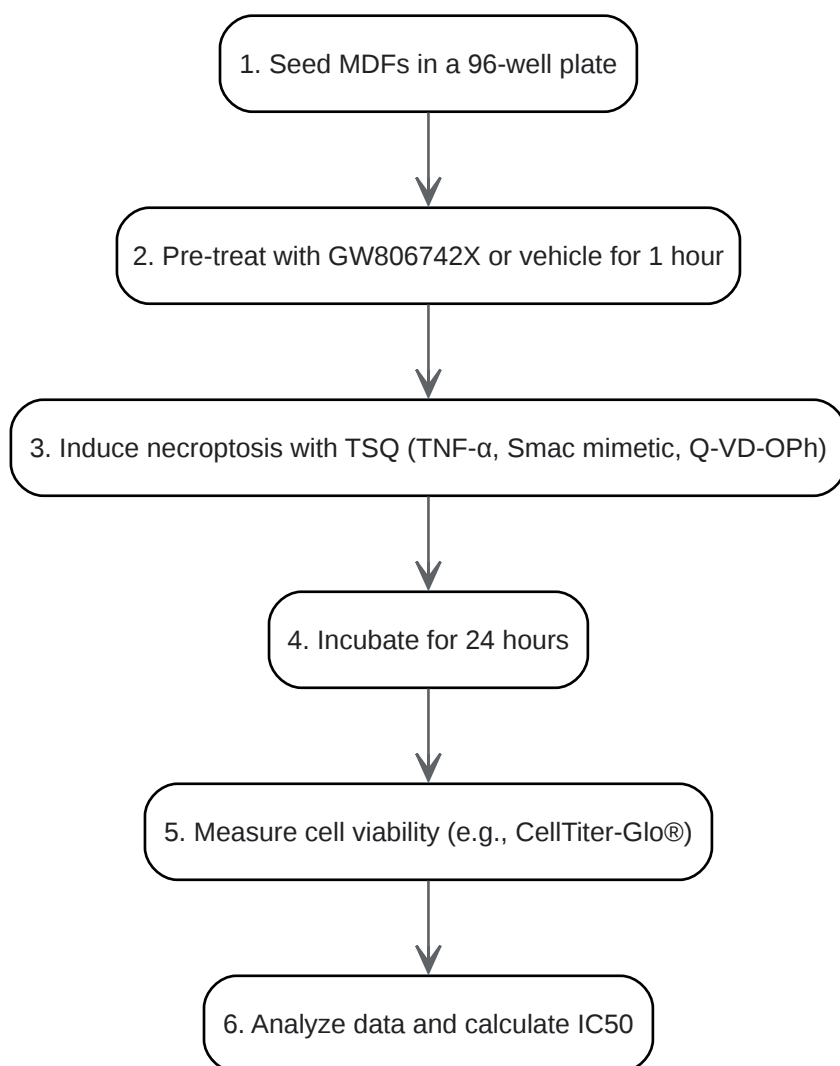 1. Seed MDFs in a 96-well plate
2. Pre-treat with GW806742X or vehicle for 1 hour
3. Induce necroptosis with TSQ (TNF-α, Smac mimetic, Q-VD-OPh)
4. Incubate for 24 hours
5. Measure cell viability (e.g., CellTiter-Glo®)
6. Analyze data and calculate IC50